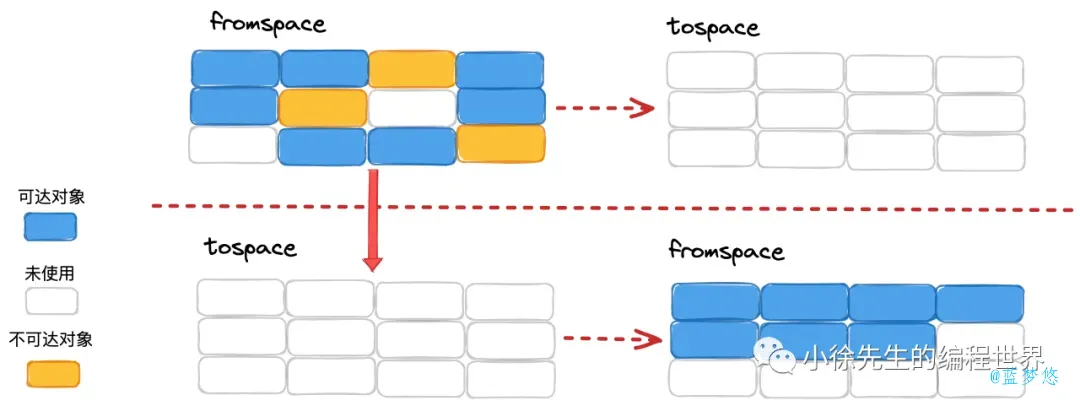 fromspace
tospace
可达对象
未使用
不可达对象
tospace
fromspace
小徐先生的编程世界
@蓝梦悠